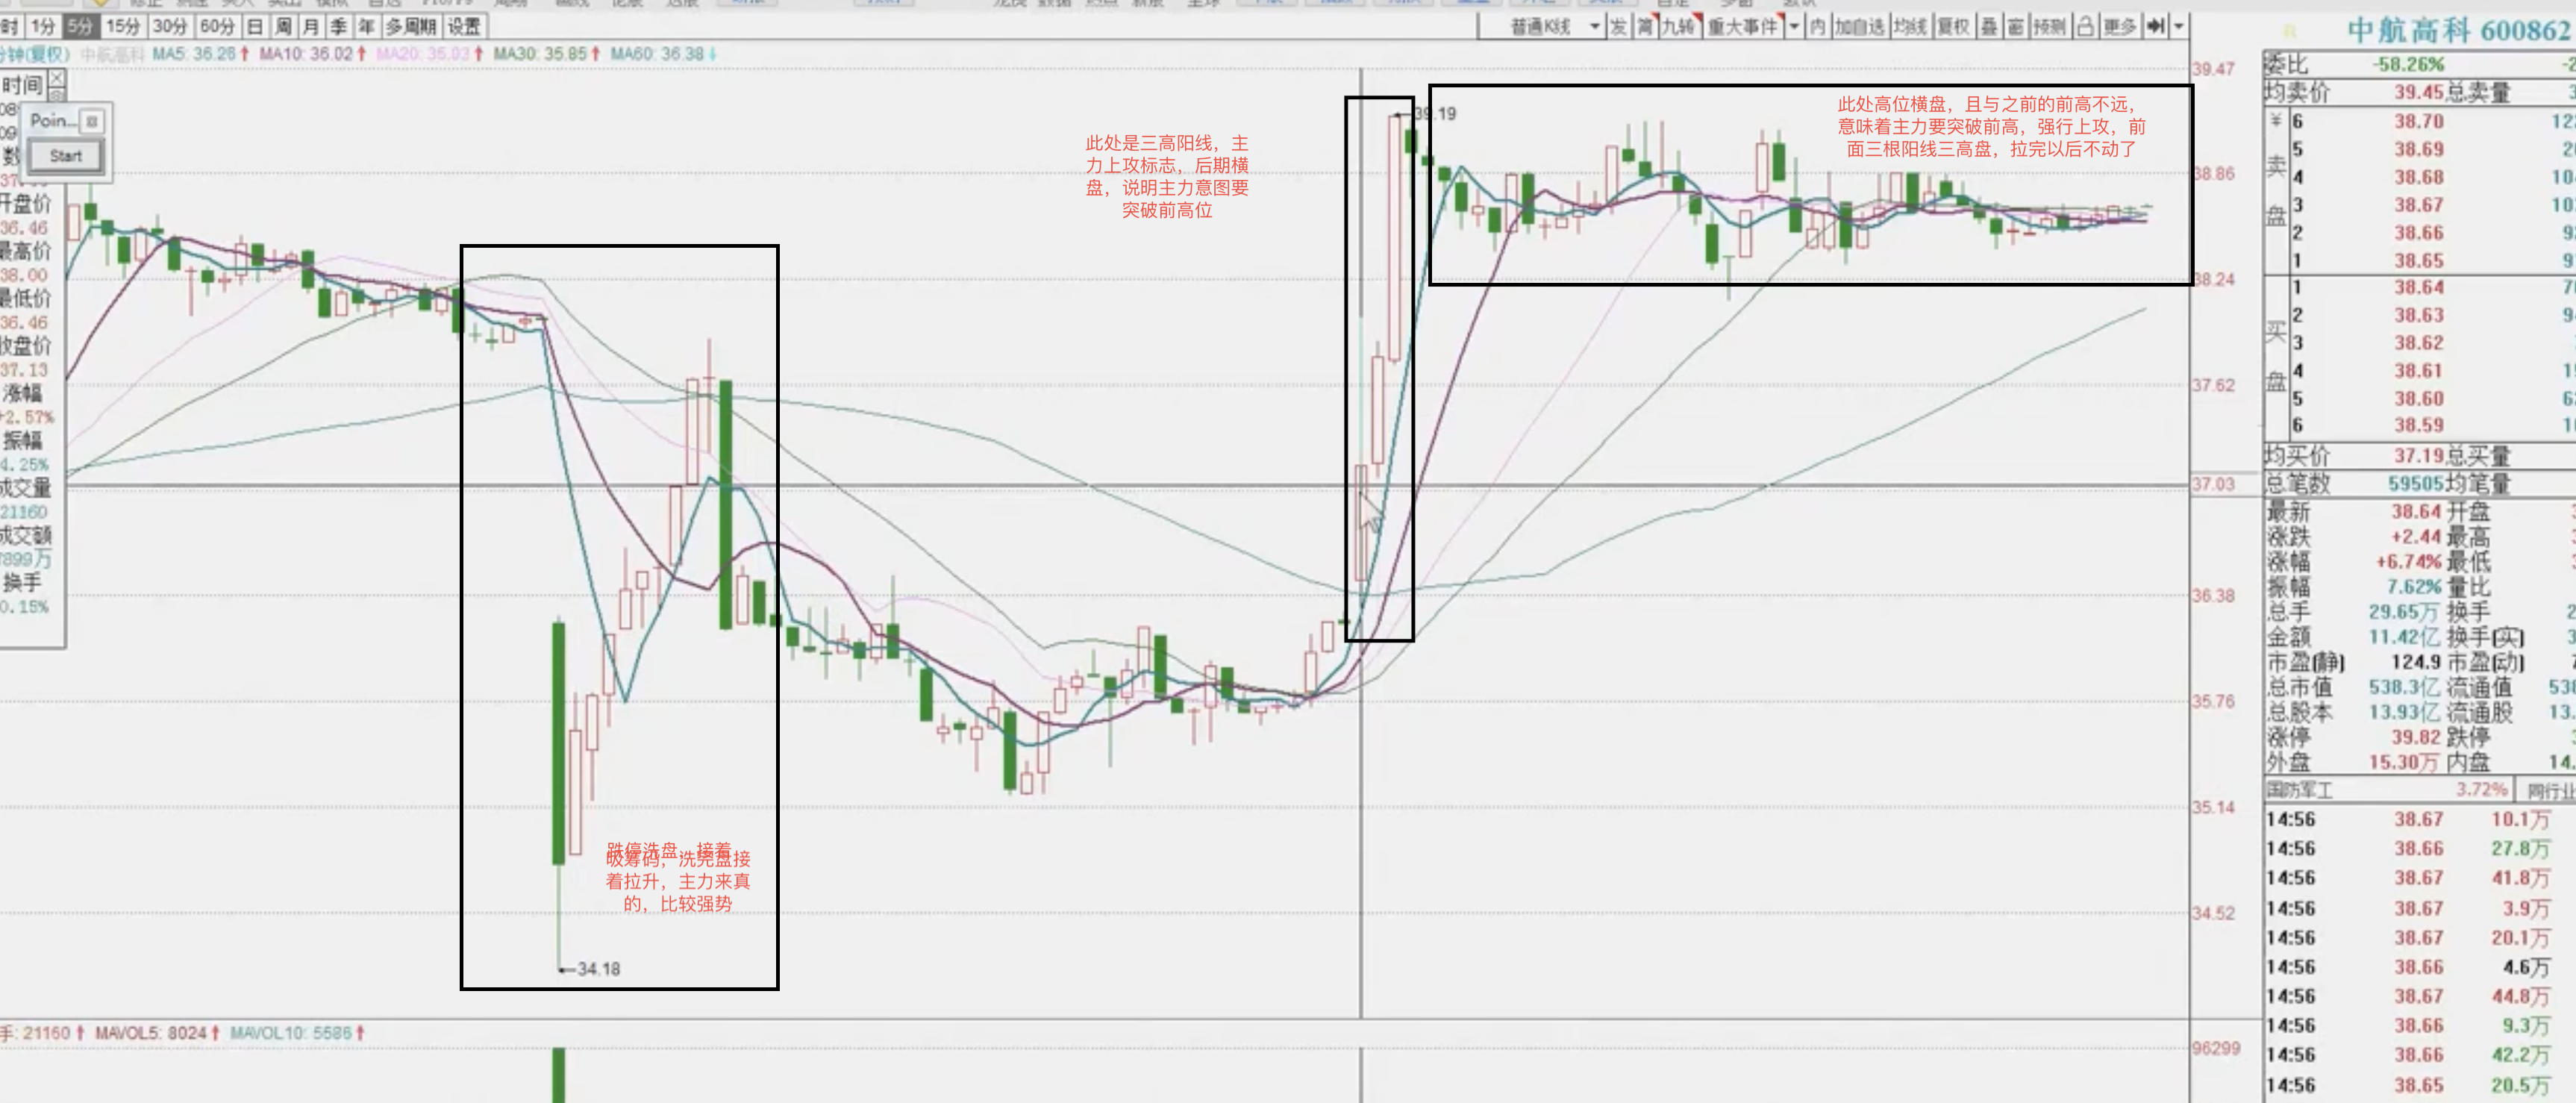 时 1分 5分 15分 30分 60分 日 周 月 季 年 多周期 设置
普通K线 发 简 九转 重大事件 内 加自选 均线 复权 叠 窗 预测 更多
中航高科 600862
分钟(复权) 中航高科 MA5: 36.26 MA10: 36.02 MA20: 35.93 MA30: 35.85 MA60: 36.38
时间
Poin...
Start
开盘价
36.46
最高价
38.00
最低价
36.46
收盘价
37.13
涨幅
+2.57%
振幅
4.25%
成交量
21160
成交额
7899万
换手
0.15%
此处是三高阳线，主
力上攻标志，后期横
盘，说明主力意图要
突破前高位
39.19
此处高位横盘，且与之前的前高不远，
意味着主力要突破前高，强行上攻，前
面三根阳线三高盘，拉完以后不动了
跌停洗盘，接着
吸筹码，洗完盘接
着拉升，主力来真
的，比较强势
34.18
39.47
38.86
38.24
37.62
37.03
36.38
35.76
35.14
34.52
手: 21160 MAVOL5: 8024 MAVOL10: 5586
96299
委比 -58.26%
均卖价 39.45 总卖量
卖盘
6 38.70
5 38.69
4 38.68
3 38.67
2 38.66
1 38.65
买盘
1 38.64
2 38.63
3 38.62
4 38.61
5 38.60
6 38.59
均买价 37.19 总买量
总笔数 59505 均笔量
最新 38.64 开盘
涨跌 +2.44 最高
涨幅 +6.74% 最低
振幅 7.62% 量比
总手 29.65万 换手
金额 11.42亿 换手(实)
市盈(静) 124.9 市盈(动)
总市值 538.3亿 流通值
总股本 13.93亿 流通股
涨停 39.82 跌停
外盘 15.30万 内盘
国防军工 3.72% 同行业
14:56 38.67 10.1万
14:56 38.66 27.8万
14:56 38.67 41.8万
14:56 38.67 3.9万
14:56 38.67 20.1万
14:56 38.66 4.6万
14:56 38.67 44.8万
14:56 38.66 9.3万
14:56 38.66 42.2万
14:56 38.65 20.5万